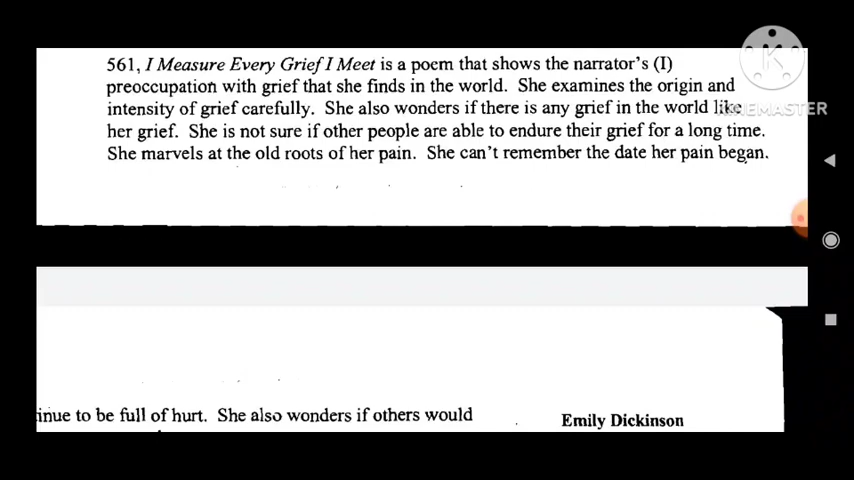 561, I Measure Every Grief I Meet is a poem that shows the narrator's (I)
preoccupation with grief that she finds in the world. She examines the origin and
intensity of grief carefully. She also wonders if there is any grief in the world like
her grief. She is not sure if other people are able to endure their grief for a long time.
She marvels at the old roots of her pain. She can't remember the date her pain began.
KINEMASTER
inue to be full of hurt. She also wonders if others would
Emily Dickinson